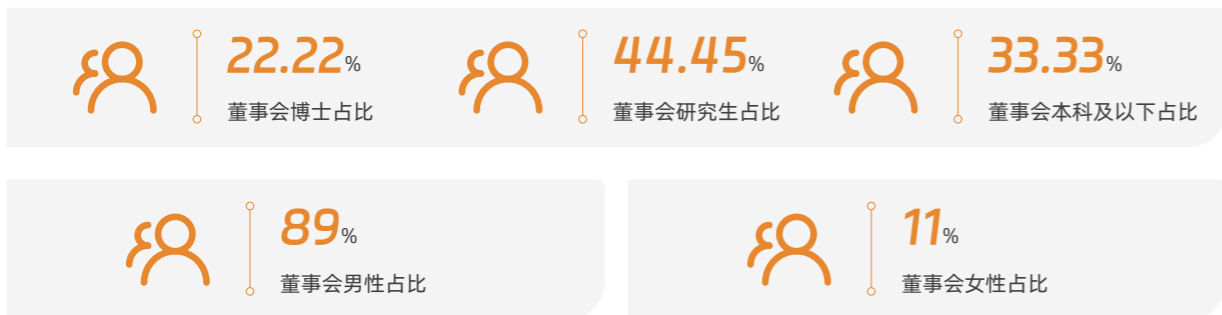 22.22% 44.45% 33.33%
董事会博士占比 董事会研究生占比 董事会本科及以下占比
89% 11%
董事会男性占比 董事会女性占比